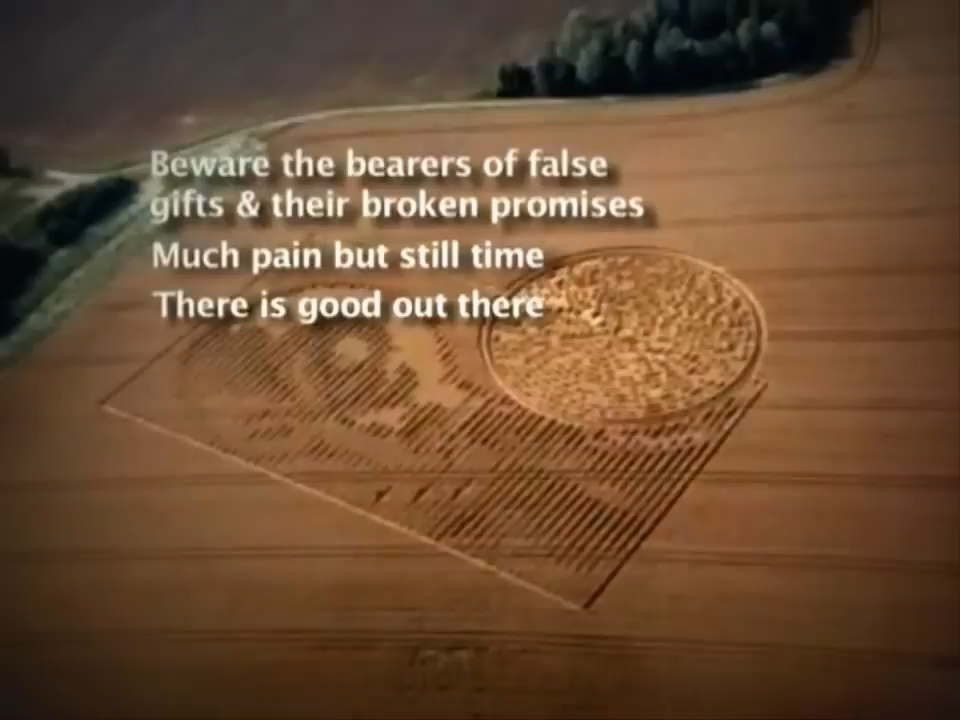 Beware the bearers of false
gifts & their broken promises
Much pain but still time
There is good out there